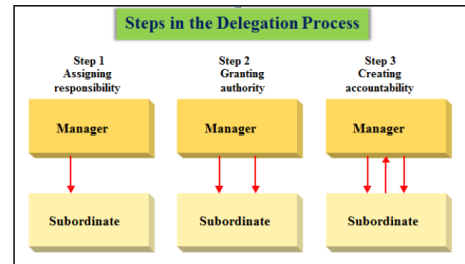 Steps in the Delegation Process
Step 1
Assigning
responsibility
Step 2
Granting
authority
Step 3
Creating
accountability
Manager
Manager
Manager
Subordinate
Subordinate
Subordinate